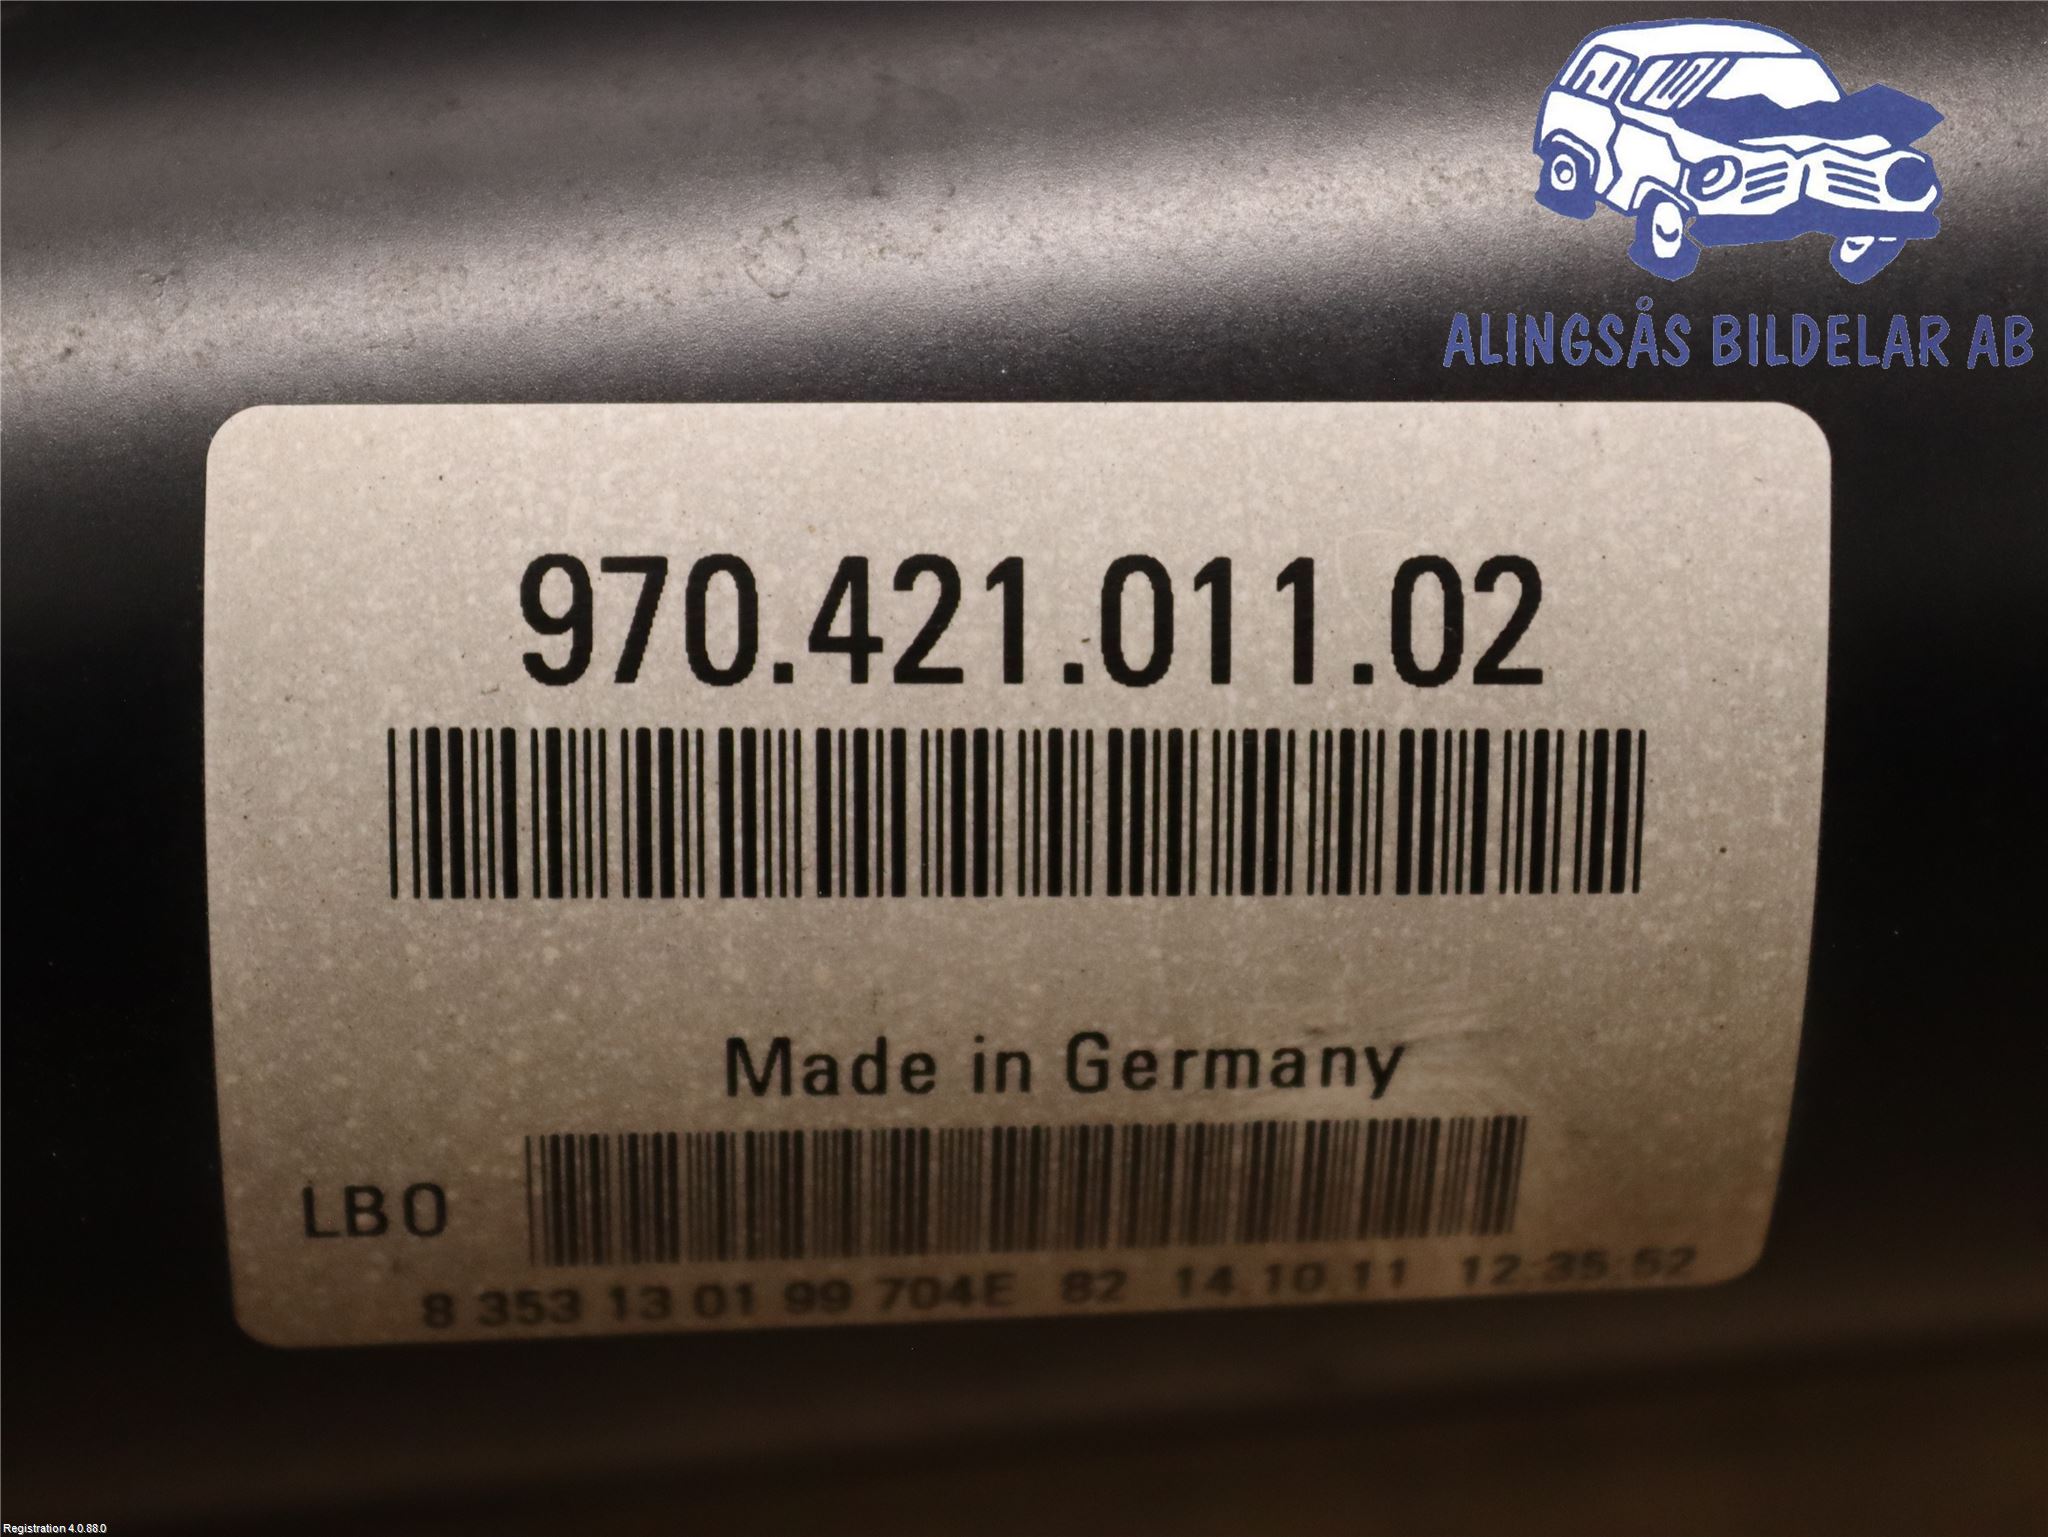 ALINGSÅS BILDELAR AB
970.421.011.02
Made in Germany
LB0
8 353 13 01 99 704E 82 14.10.11 12:35:52
Registration 4.0.88.0